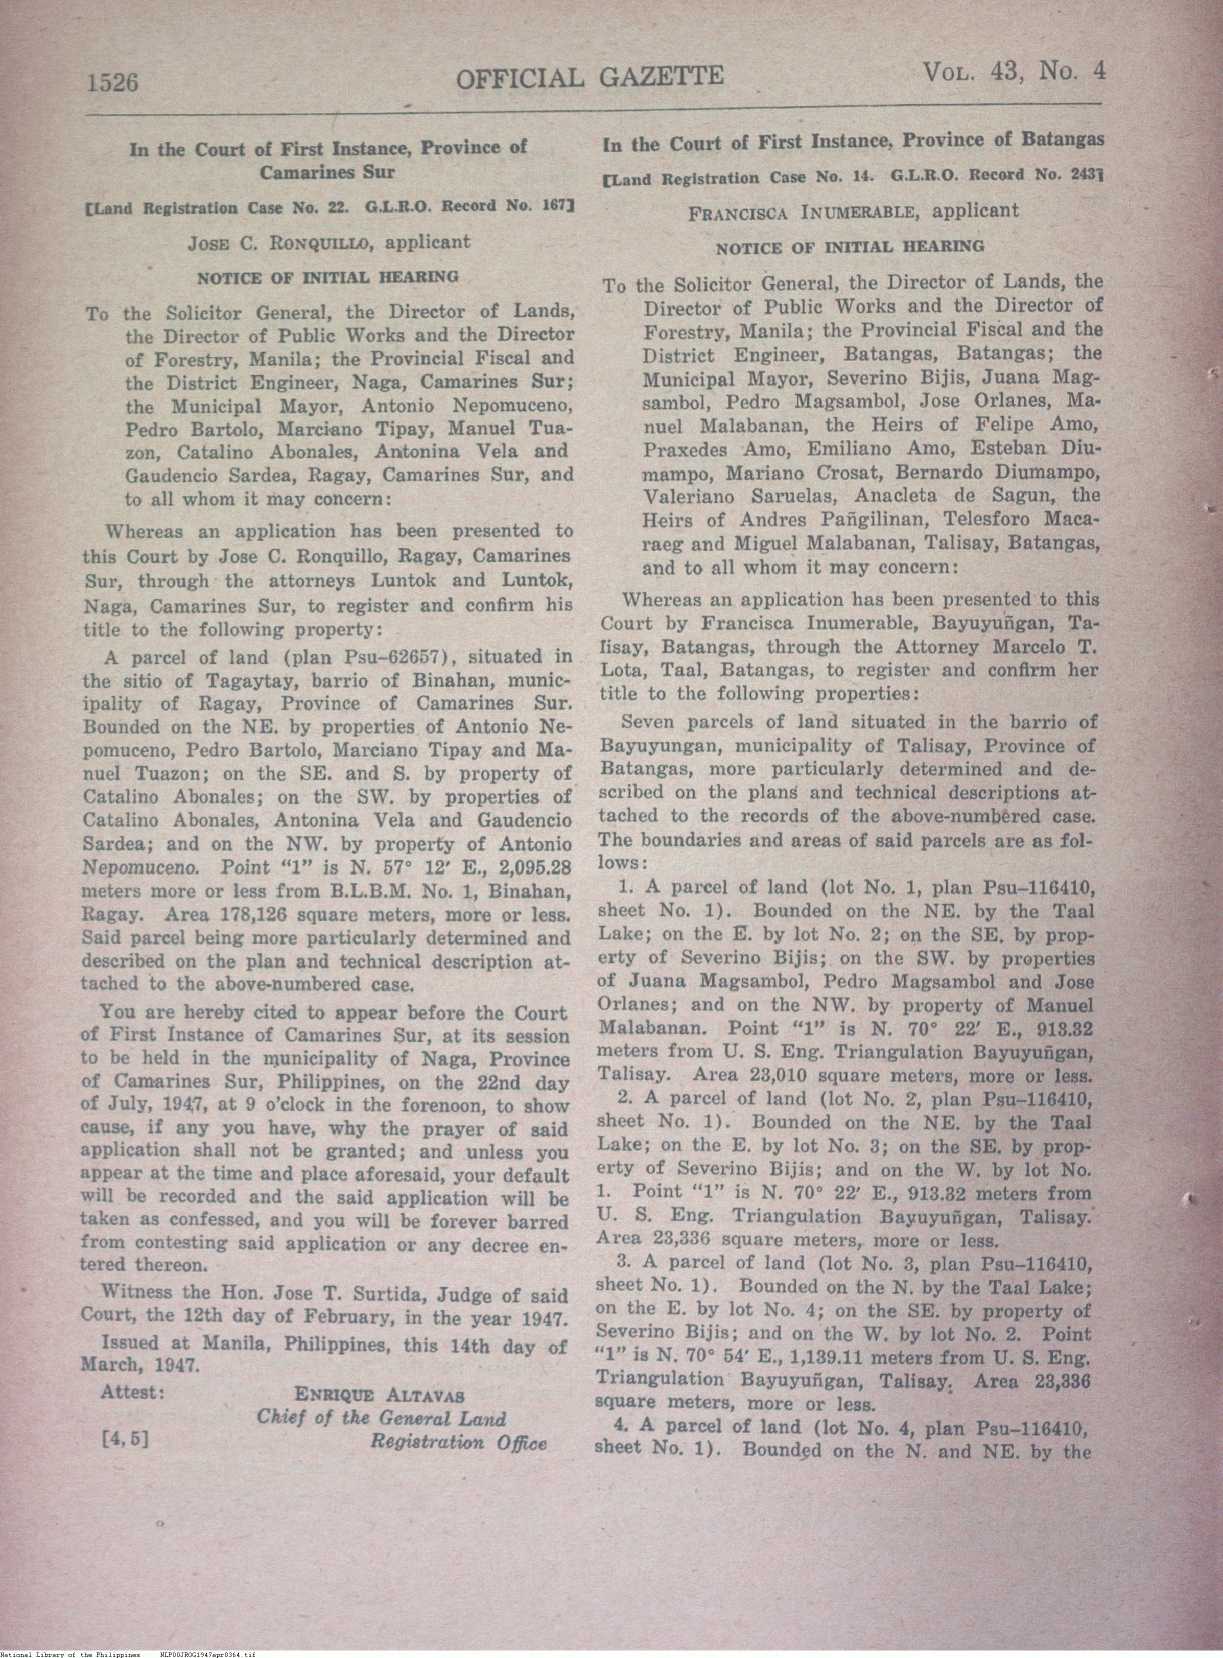 1526
OFFICIAL GAZETTE
VOL. 43, No. 4
In the Court of First Instance, Province of
Camarines Sur
[Land Registration Case No. 22. G.L.R.O. Record No. 167]
JOSE C. RONQUILLO, applicant
NOTICE OF INITIAL HEARING
To the Solicitor General, the Director of Lands,
the Director of Public Works and the Director
of Forestry, Manila; the Provincial Fiscal and
the District Engineer, Naga, Camarines Sur;
the Municipal Mayor, Antonio Nepomuceno,
Pedro Bartolo, Marciano Tipay, Manuel Tua-
zon, Catalino Abonales, Antonina Vela and
Gaudencio Sardea, Ragay, Camarines Sur, and
to all whom it may concern:
Whereas an application has been presented to
this Court by Jose C. Ronquillo, Ragay, Camarines
Sur, through the attorneys Luntok and Luntok,
Naga, Camarines Sur, to register and confirm his
title to the following property:
A parcel of land (plan Psu–62657), situated in
the sitio of Tagaytay, barrio of Binahan, munic-
ipality of Ragay, Province of Camarines Sur.
Bounded on the NE. by properties of Antonio Ne-
pomuceno, Pedro Bartolo, Marciano Tipay and Ma-
nuel Tuazon; on the SE. and S. by property of
Catalino Abonales; on the SW. by properties of
Catalino Abonales, Antonina Vela and Gaudencio
Sardea; and on the NW. by property of Antonio
Nepomuceno. Point “1” is N. 57° 12′ E., 2,095.28
meters more or less from B.L.B.M. No. 1, Binahan,
Ragay. Area 178,126 square meters, more or less.
Said parcel being more particularly determined and
described on the plan and technical description at-
tached to the above-numbered case.
You are hereby cited to appear before the Court
of First Instance of Camarines Sur, at its session
to be held in the municipality of Naga, Province
of Camarines Sur, Philippines, on the 22nd day
of July, 1947, at 9 o’clock in the forenoon, to show
cause, if any you have, why the prayer of said
application shall not be granted; and unless you
appear at the time and place aforesaid, your default
will be recorded and the said application will be
taken as confessed, and you will be forever barred
from contesting said application or any decree en-
tered thereon.
Witness the Hon. Jose T. Surtida, Judge of said
Court, the 12th day of February, in the year 1947.
Issued at Manila, Philippines, this 14th day of
March, 1947.
Attest: ENRIQUE ALTAVAS
Chief of the General Land
[4, 5] Registration Office
In the Court of First Instance, Province of Batangas
[Land Registration Case No. 14. G.L.R.O. Record No. 243]
FRANCISCA INUMERABLE, applicant
NOTICE OF INITIAL HEARING
To the Solicitor General, the Director of Lands, the
Director of Public Works and the Director of
Forestry, Manila; the Provincial Fiscal and the
District Engineer, Batangas, Batangas; the
Municipal Mayor, Severino Bijis, Juana Mag-
sambol, Pedro Magsambol, Jose Orlanes, Ma-
nuel Malabanan, the Heirs of Felipe Amo,
Praxedes Amo, Emiliano Amo, Esteban Diu-
mampo, Mariano Crosat, Bernardo Diumampo,
Valeriano Saruelas, Anacleta de Sagun, the
Heirs of Andres Pañgilinan, Telesforo Maca-
raeg and Miguel Malabanan, Talisay, Batangas,
and to all whom it may concern:
Whereas an application has been presented to this
Court by Francisca Inumerable, Bayuyuñgan, Ta-
lisay, Batangas, through the Attorney Marcelo T.
Lota, Taal, Batangas, to register and confirm her
title to the following properties:
Seven parcels of land situated in the barrio of
Bayuyungan, municipality of Talisay, Province of
Batangas, more particularly determined and de-
scribed on the plans and technical descriptions at-
tached to the records of the above-numbered case.
The boundaries and areas of said parcels are as fol-
lows:
1. A parcel of land (lot No. 1, plan Psu–116410,
sheet No. 1). Bounded on the NE. by the Taal
Lake; on the E. by lot No. 2; on the SE. by prop-
erty of Severino Bijis; on the SW. by properties
of Juana Magsambol, Pedro Magsambol and Jose
Orlanes; and on the NW. by property of Manuel
Malabanan. Point “1” is N. 70° 22′ E., 913.32
meters from U. S. Eng. Triangulation Bayuyuñgan,
Talisay. Area 23,010 square meters, more or less.
2. A parcel of land (lot No. 2, plan Psu–116410,
sheet No. 1). Bounded on the NE. by the Taal
Lake; on the E. by lot No. 3; on the SE. by prop-
erty of Severino Bijis; and on the W. by lot No.
1. Point “1” is N. 70° 22′ E., 913.32 meters from
U. S. Eng. Triangulation Bayuyuñgan, Talisay.
Area 23,336 square meters, more or less.
3. A parcel of land (lot No. 3, plan Psu–116410,
sheet No. 1). Bounded on the N. by the Taal Lake;
on the E. by lot No. 4; on the SE. by property of
Severino Bijis; and on the W. by lot No. 2. Point
“1” is N. 70° 54′ E., 1,139.11 meters from U. S. Eng.
Triangulation Bayuyuñgan, Talisay. Area 23,336
square meters, more or less.
4. A parcel of land (lot No. 4, plan Psu–116410,
sheet No. 1). Bounded on the N. and NE. by the
National Library of the Philippines NLP00JROG1947apr0364.tif